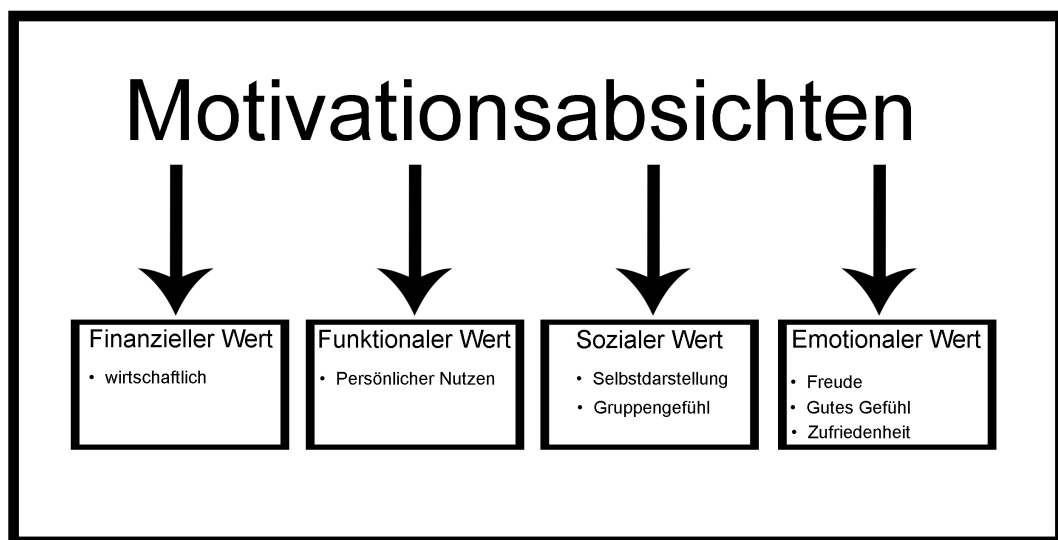 Motivationsabsichten
Finanzieller Wert
• wirtschaftlich
Funktionaler Wert
• Persönlicher Nutzen
Sozialer Wert
• Selbstdarstellung
• Gruppengefühl
Emotionaler Wert
• Freude
• Gutes Gefühl
• Zufriedenheit